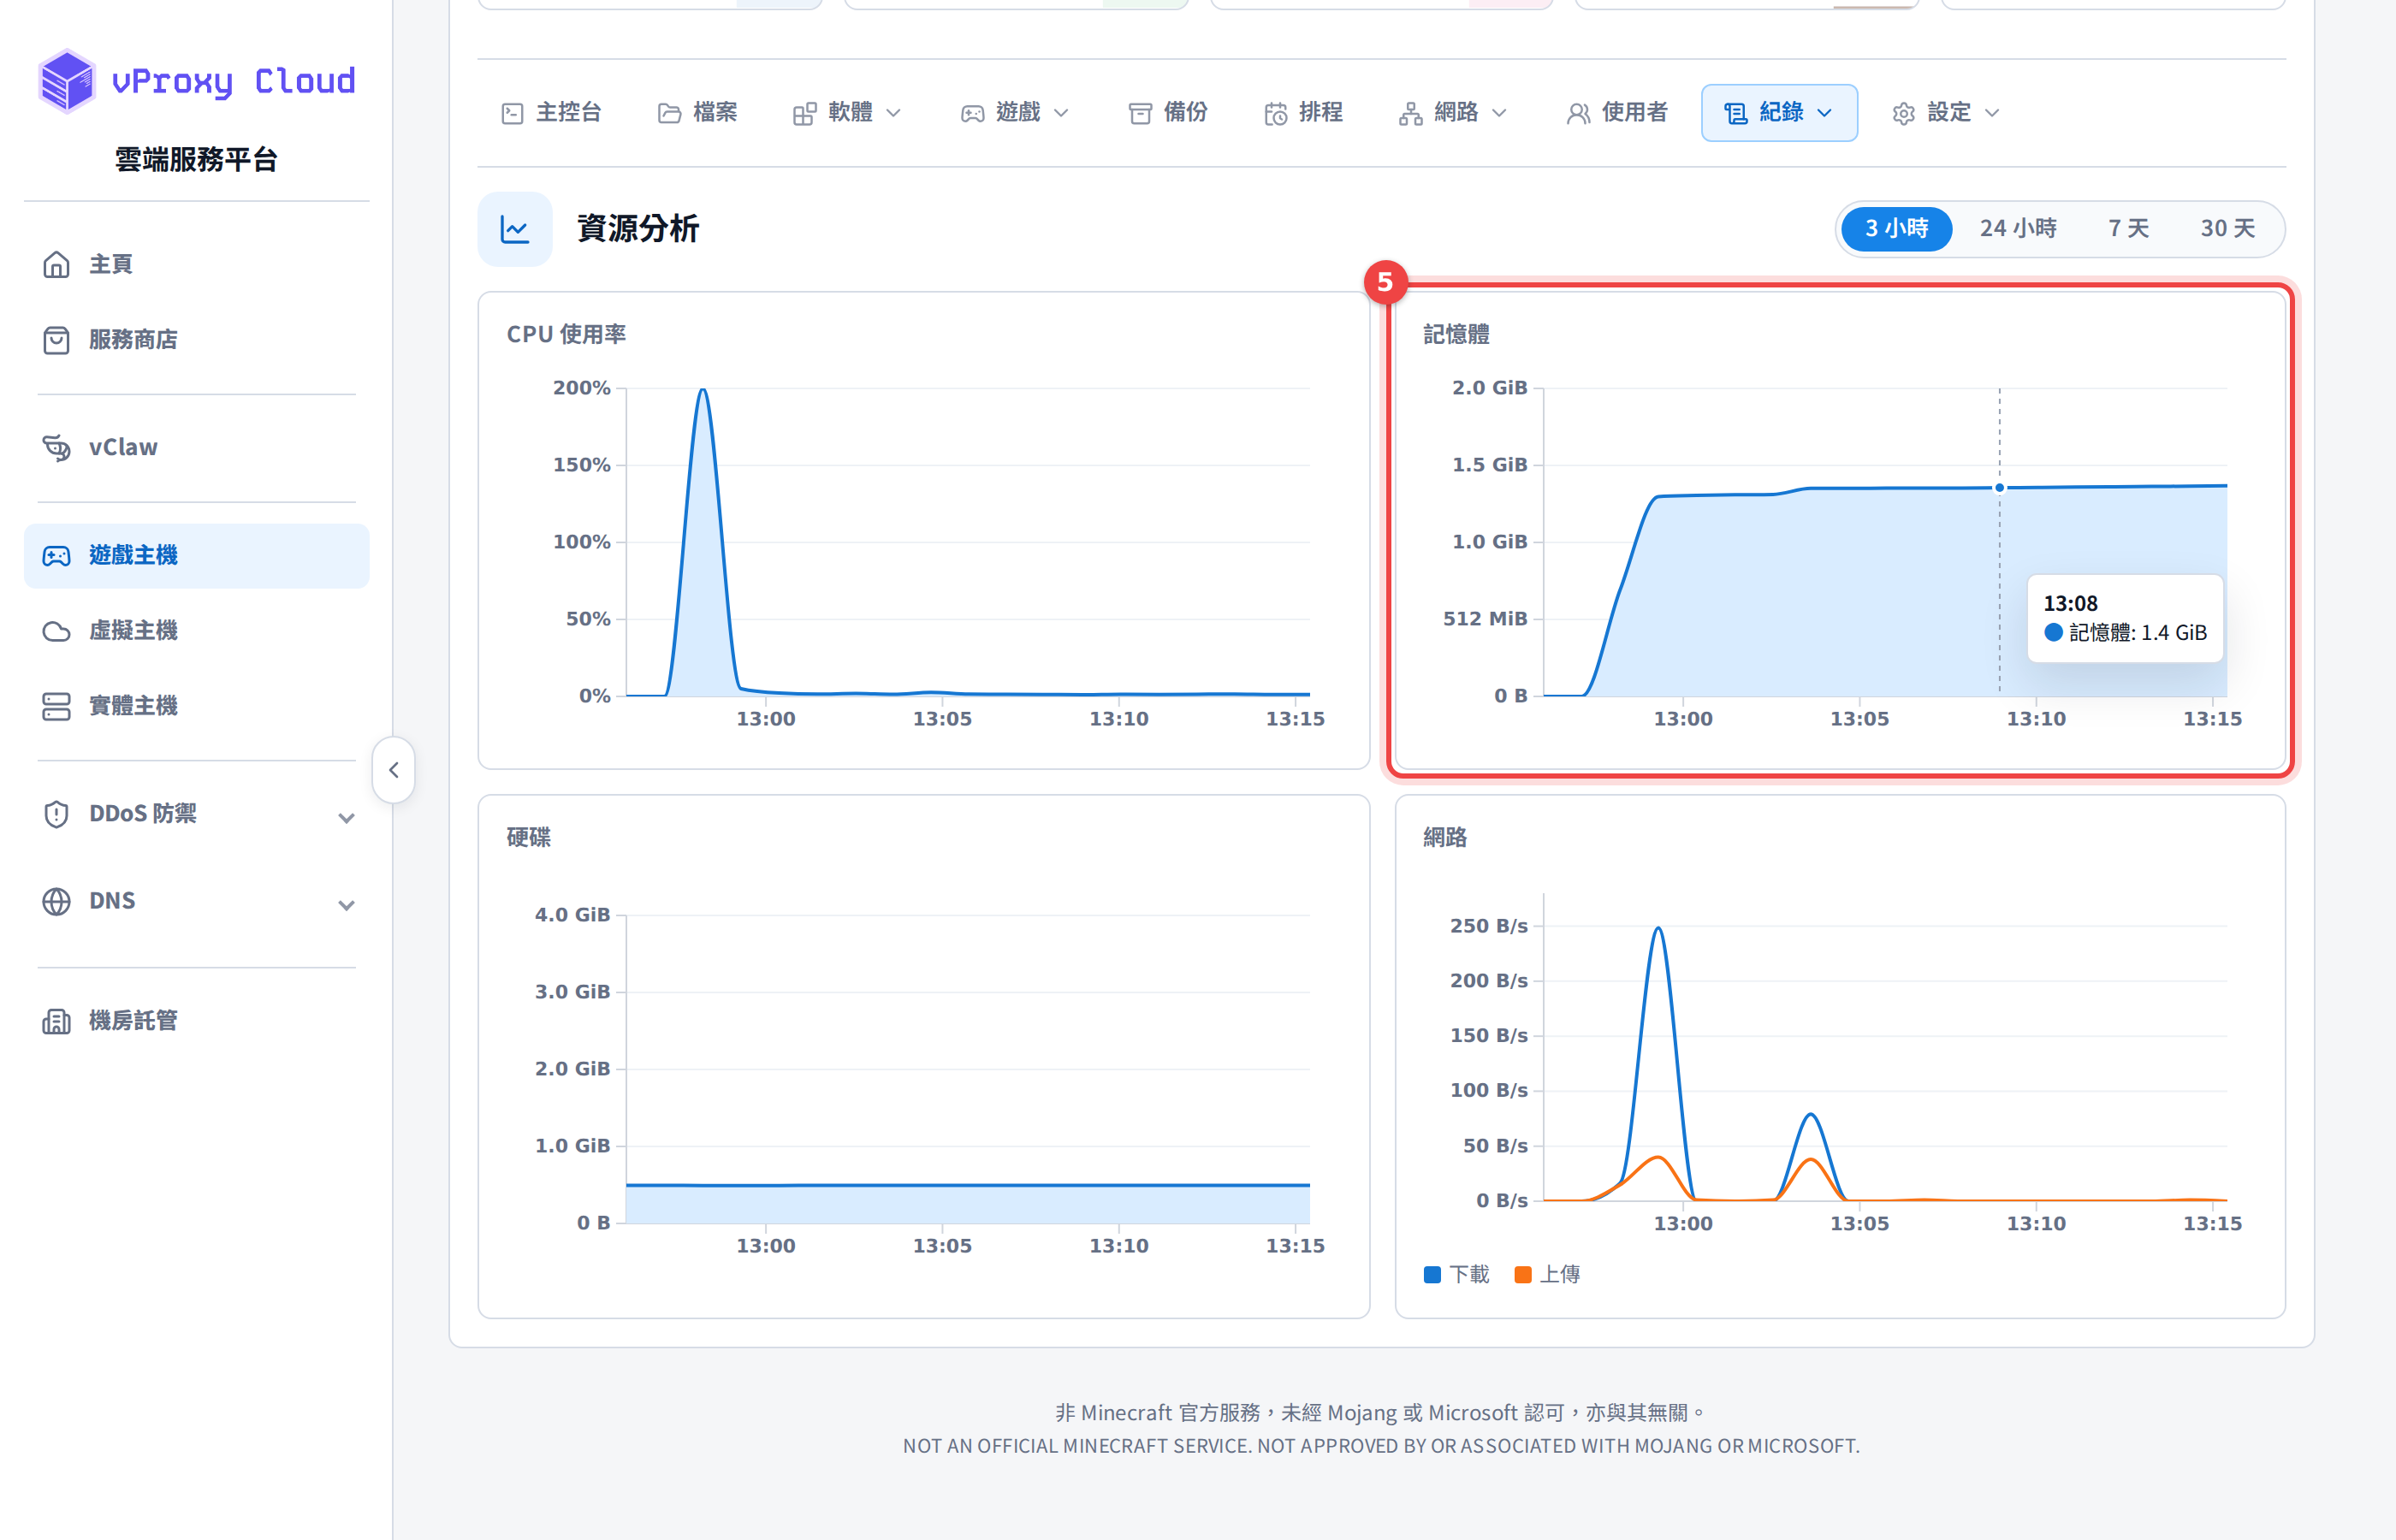 vProxy Cloud
雲端服務平台
主頁
服務商店
vClaw
遊戲主機
虛擬主機
實體主機
DDoS 防禦
DNS
機房託管
主控台 檔案 軟體 遊戲 備份 排程 網路 使用者 紀錄 設定
資源分析
3 小時 24 小時 7 天 30 天
5
CPU 使用率
200%
150%
100%
50%
0%
13:00 13:05 13:10 13:15
記憶體
2.0 GiB
1.5 GiB
1.0 GiB
512 MiB
0 B
13:08
記憶體: 1.4 GiB
13:00 13:05 13:10 13:15
硬碟
4.0 GiB
3.0 GiB
2.0 GiB
1.0 GiB
0 B
13:00 13:05 13:10 13:15
網路
250 B/s
200 B/s
150 B/s
100 B/s
50 B/s
0 B/s
13:00 13:05 13:10 13:15
下載 上傳
非 Minecraft 官方服務，未經 Mojang 或 Microsoft 認可，亦與其無關。
NOT AN OFFICIAL MINECRAFT SERVICE. NOT APPROVED BY OR ASSOCIATED WITH MOJANG OR MICROSOFT.